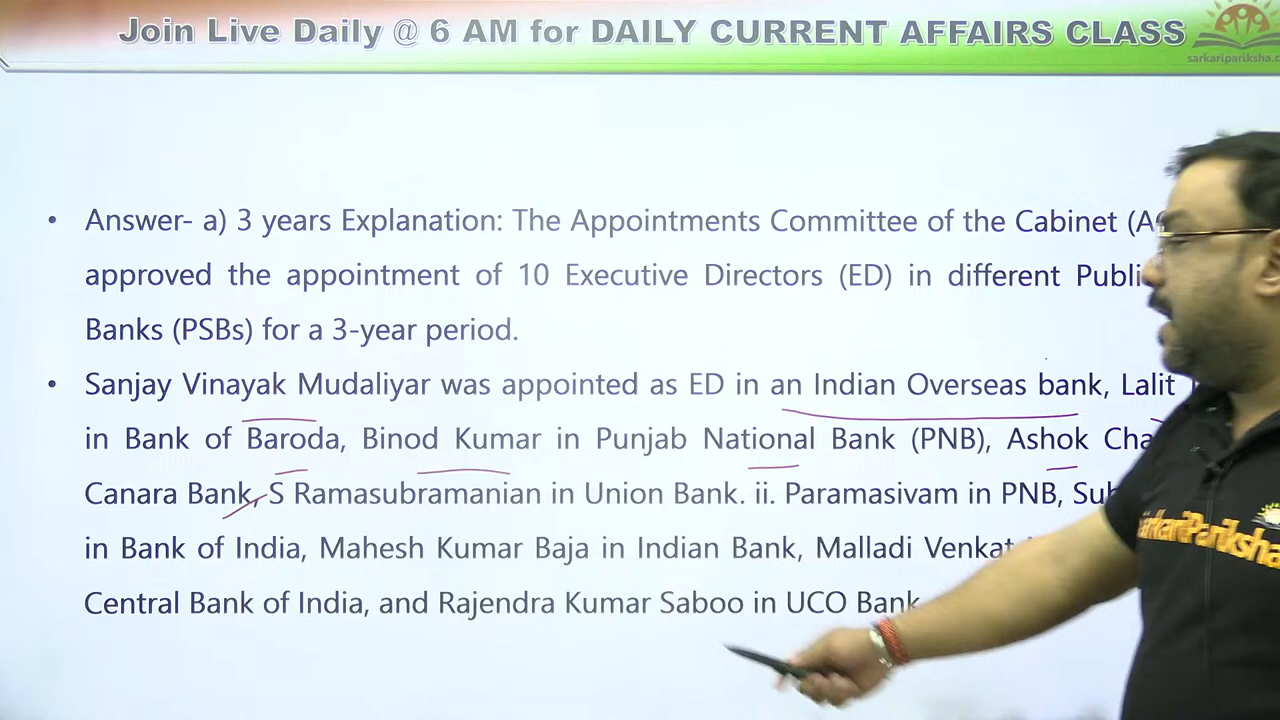 Join Live Daily @ 6 AM for DAILY CURRENT AFFAIRS CLASS
sarkaripariksha.c
• Answer- a) 3 years Explanation: The Appointments Committee of the Cabinet (A
approved the appointment of 10 Executive Directors (ED) in different Publi
Banks (PSBs) for a 3-year period.
• Sanjay Vinayak Mudaliyar was appointed as ED in an Indian Overseas bank, Lalit
in Bank of Baroda, Binod Kumar in Punjab National Bank (PNB), Ashok Cha
Canara Bank, S Ramasubramanian in Union Bank. ii. Paramasivam in PNB, Sub
in Bank of India, Mahesh Kumar Baja in Indian Bank, Malladi Venkat
Central Bank of India, and Rajendra Kumar Saboo in UCO Bank
arkariPariksha